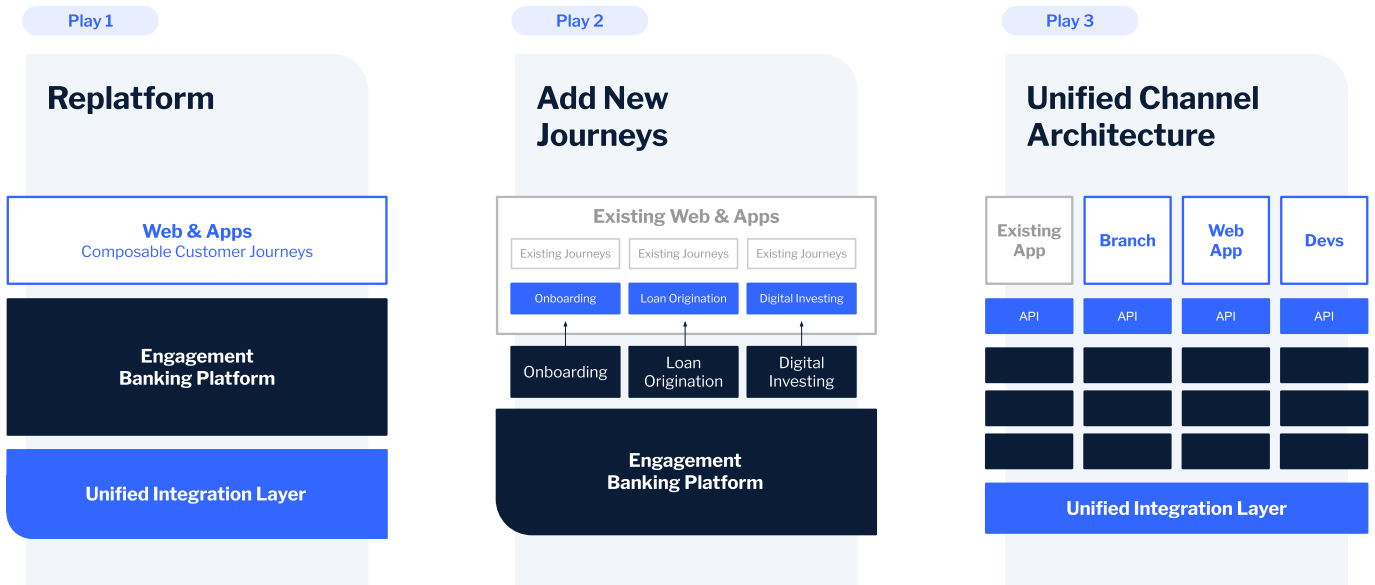 Play 1
Replatform
Web & Apps
Composable Customer Journeys
Engagement
Banking Platform
Unified Integration Layer
Play 2
Add New
Journeys
Existing Web & Apps
Existing Journeys
Existing Journeys
Existing Journeys
Onboarding
Loan Origination
Digital Investing
Onboarding
Loan
Origination
Digital
Investing
Engagement
Banking Platform
Play 3
Unified Channel
Architecture
Existing
App
Branch
Web
App
Devs
API
API
API
API
Unified Integration Layer